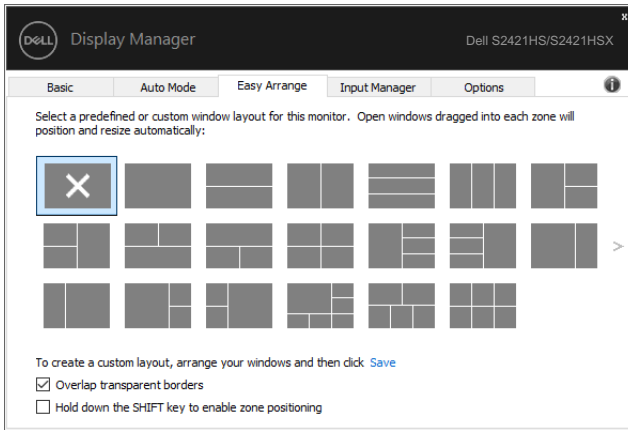 DELL Display Manager
x
Dell S2421HS/S2421HSX
Basic Auto Mode Easy Arrange Input Manager Options i
Select a predefined or custom window layout for this monitor. Open windows dragged into each zone will
position and resize automatically:
>
To create a custom layout, arrange your windows and then click Save
Overlap transparent borders
Hold down the SHIFT key to enable zone positioning